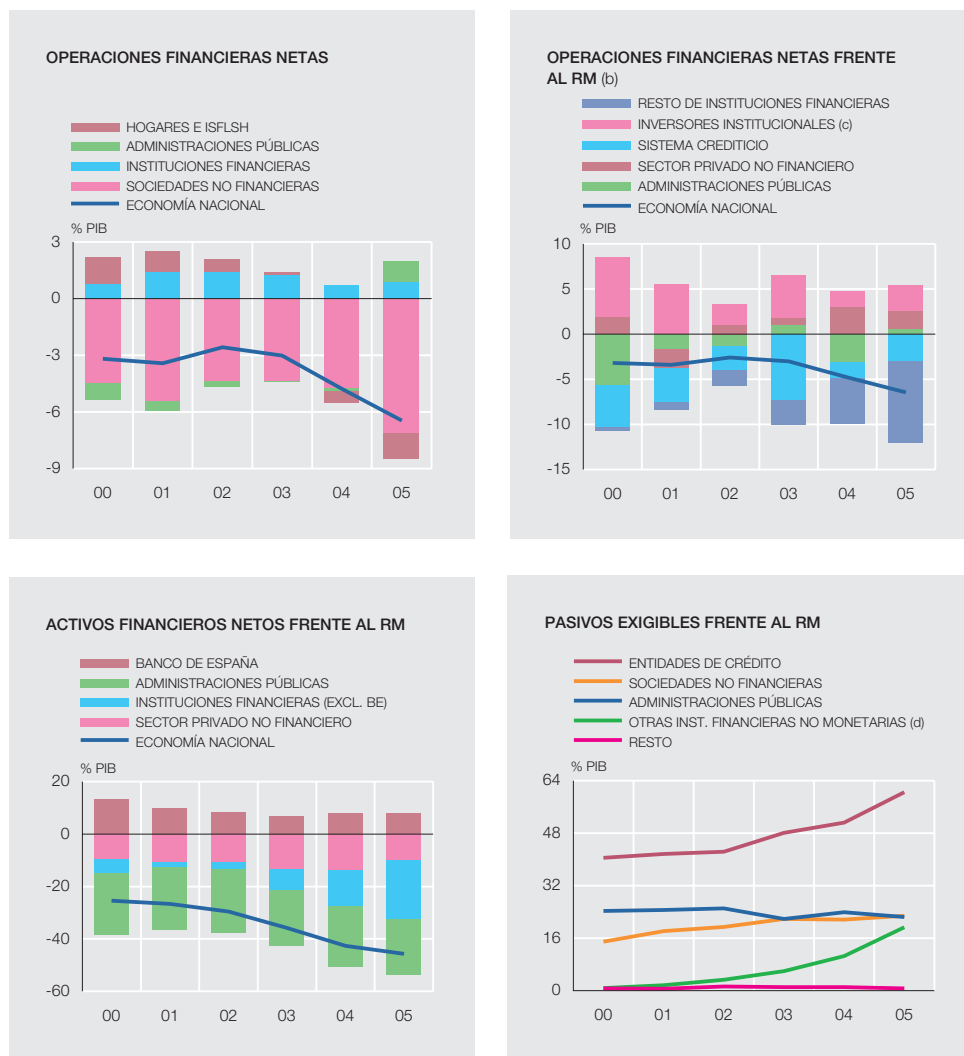 OPERACIONES FINANCIERAS NETAS
HOGARES E ISFLSH
ADMINISTRACIONES PÚBLICAS
INSTITUCIONES FINANCIERAS
SOCIEDADES NO FINANCIERAS
ECONOMÍA NACIONAL
% PIB
3
0
-3
-6
-9
00 01 02 03 04 05
OPERACIONES FINANCIERAS NETAS FRENTE
AL RM (b)
RESTO DE INSTITUCIONES FINANCIERAS
INVERSORES INSTITUCIONALES (c)
SISTEMA CREDITICIO
SECTOR PRIVADO NO FINANCIERO
ADMINISTRACIONES PÚBLICAS
ECONOMÍA NACIONAL
% PIB
10
5
0
-5
-10
-15
00 01 02 03 04 05
ACTIVOS FINANCIEROS NETOS FRENTE AL RM
BANCO DE ESPAÑA
ADMINISTRACIONES PÚBLICAS
INSTITUCIONES FINANCIERAS (EXCL. BE)
SECTOR PRIVADO NO FINANCIERO
ECONOMÍA NACIONAL
% PIB
20
0
-20
-40
-60
00 01 02 03 04 05
PASIVOS EXIGIBLES FRENTE AL RM
ENTIDADES DE CRÉDITO
SOCIEDADES NO FINANCIERAS
ADMINISTRACIONES PÚBLICAS
OTRAS INST. FINANCIERAS NO MONETARIAS (d)
RESTO
% PIB
64
48
32
16
0
00 01 02 03 04 05